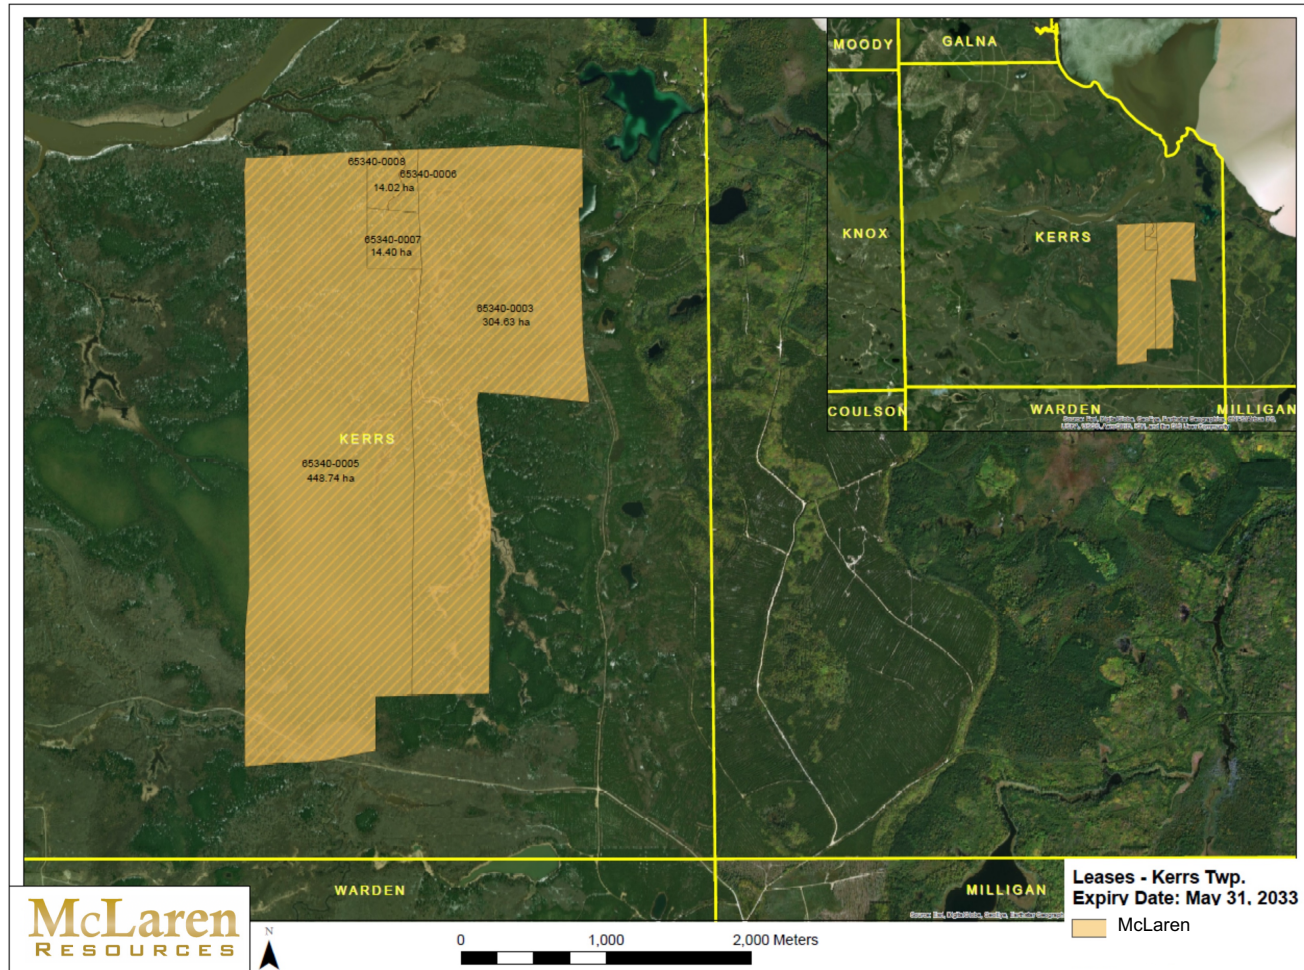 MOODY
GALNA
KNOX
KERRS
COULSON
WARDEN
MILLIGAN
65340-0008
65340-0006
14.02 ha
65340-0007
14.40 ha
65340-0003
304.63 ha
KERRS
65340-0005
448.74 ha
WARDEN
MILLIGAN
Leases - Kerrs Twp.
Expiry Date: May 31, 2033
McLaren
McLaren
RESOURCES
N
0 1,000 2,000 Meters